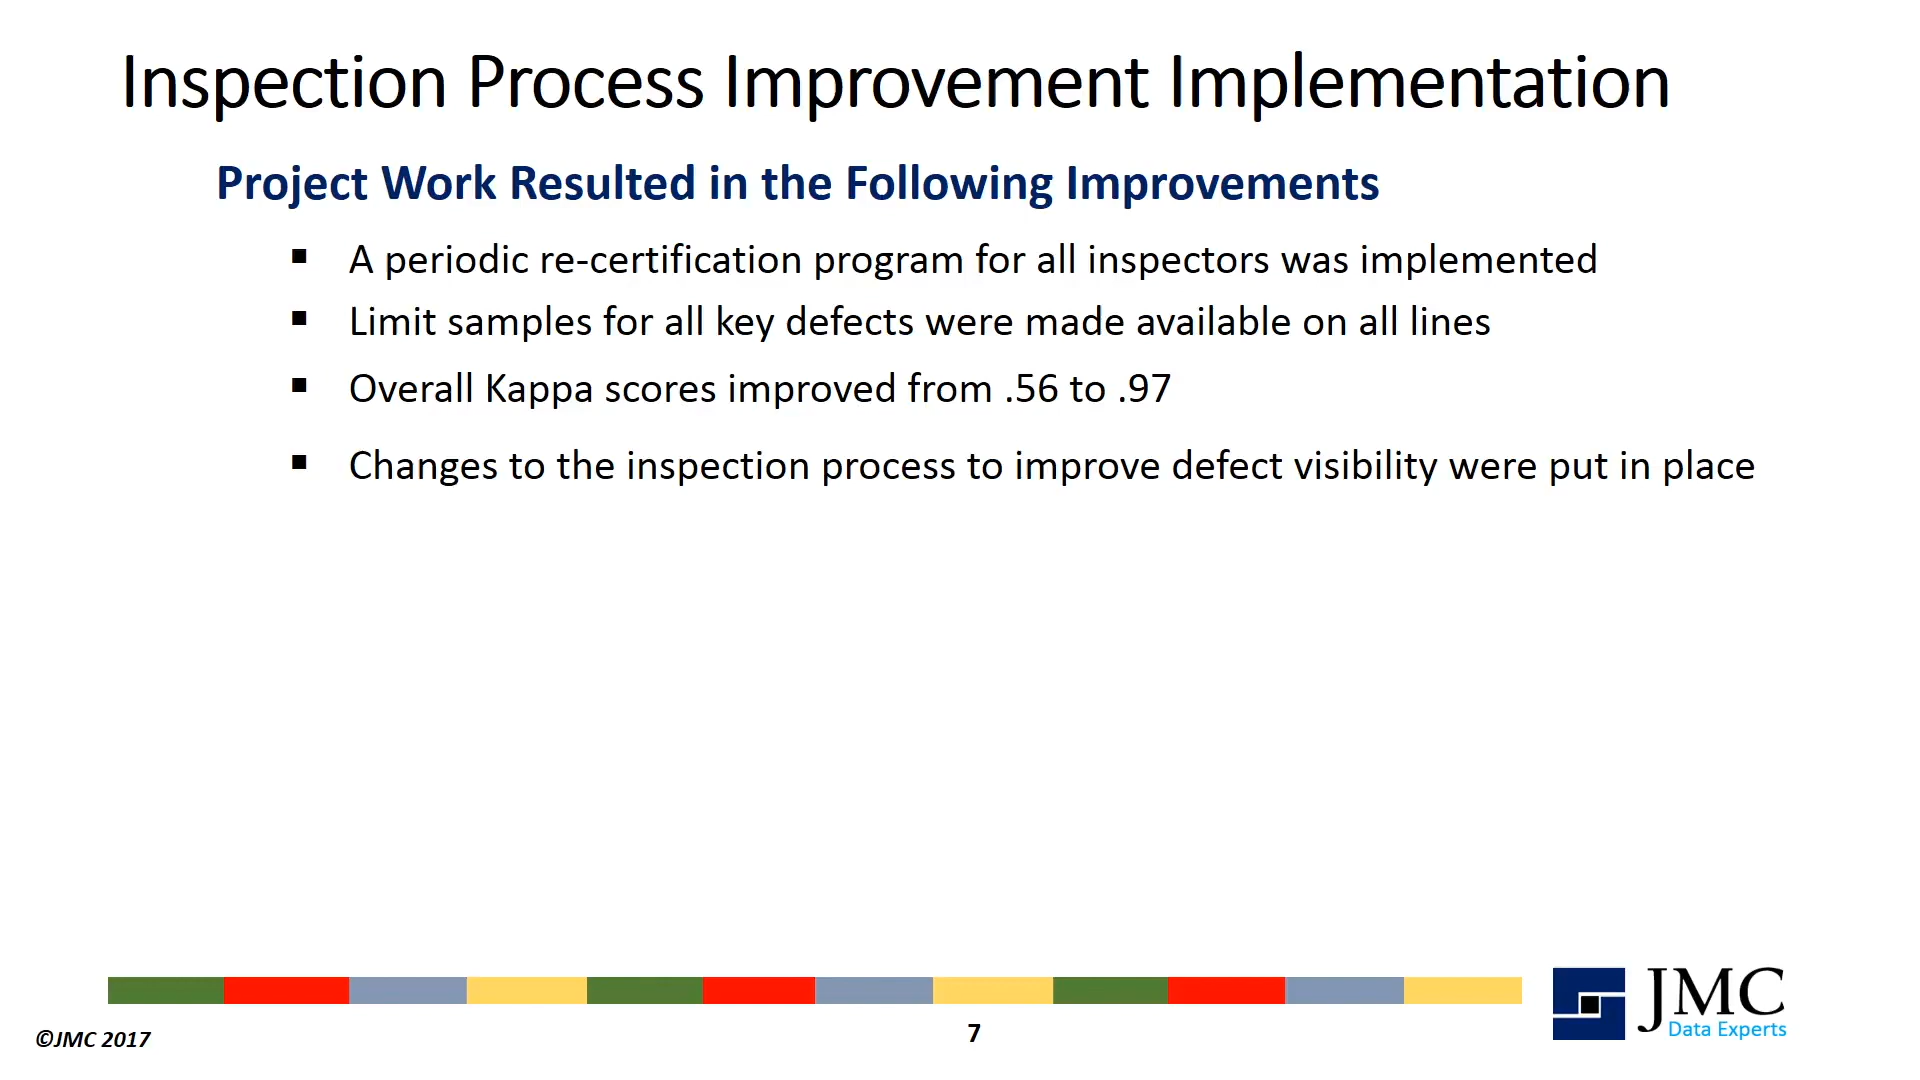 Inspection Process Improvement Implementation
Project Work Resulted in the Following Improvements
▪ A periodic re-certification program for all inspectors was implemented
▪ Limit samples for all key defects were made available on all lines
▪ Overall Kappa scores improved from .56 to .97
▪ Changes to the inspection process to improve defect visibility were put in place
JMC
Data Experts
©JMC 2017
7